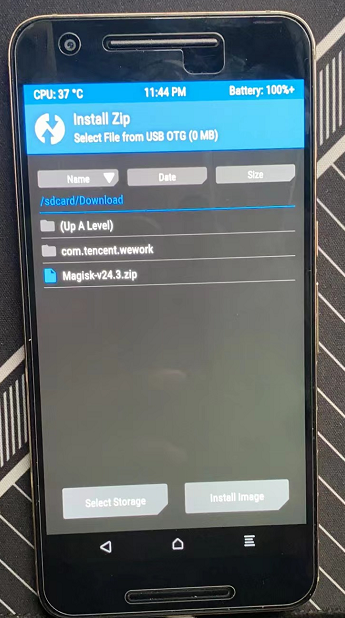 CPU: 37 °C 11:44 PM Battery: 100%+
Install Zip
Select File from USB OTG (0 MB)
Name Date Size
/sdcard/Download
(Up A Level)
com.tencent.wework
Magisk-v24.3.zip
Select Storage Install Image